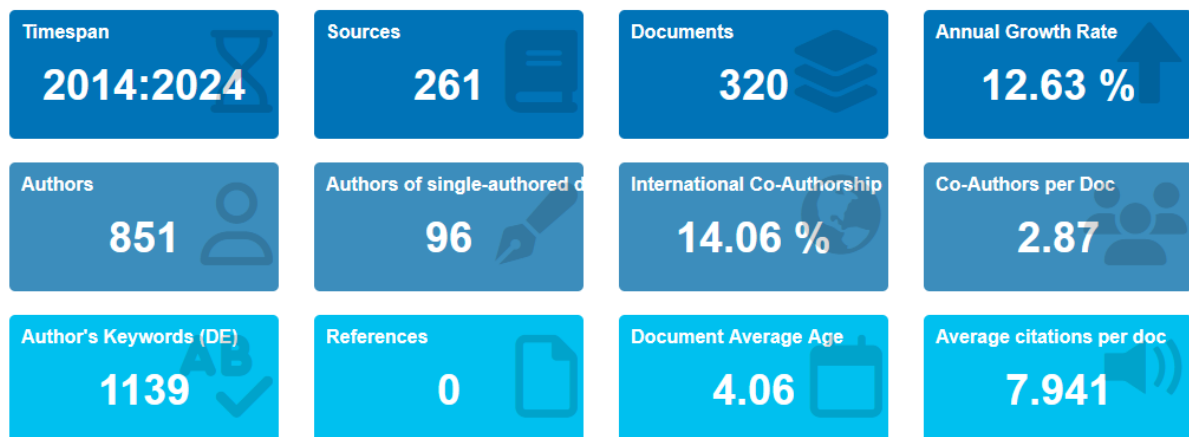 Timespan
2014:2024
Sources
261
Documents
320
Annual Growth Rate
12.63 %
Authors
851
Authors of single-authored d
96
International Co-Authorship
14.06 %
Co-Authors per Doc
2.87
Author's Keywords (DE)
1139
AB
References
0
Document Average Age
4.06
Average citations per doc
7.941